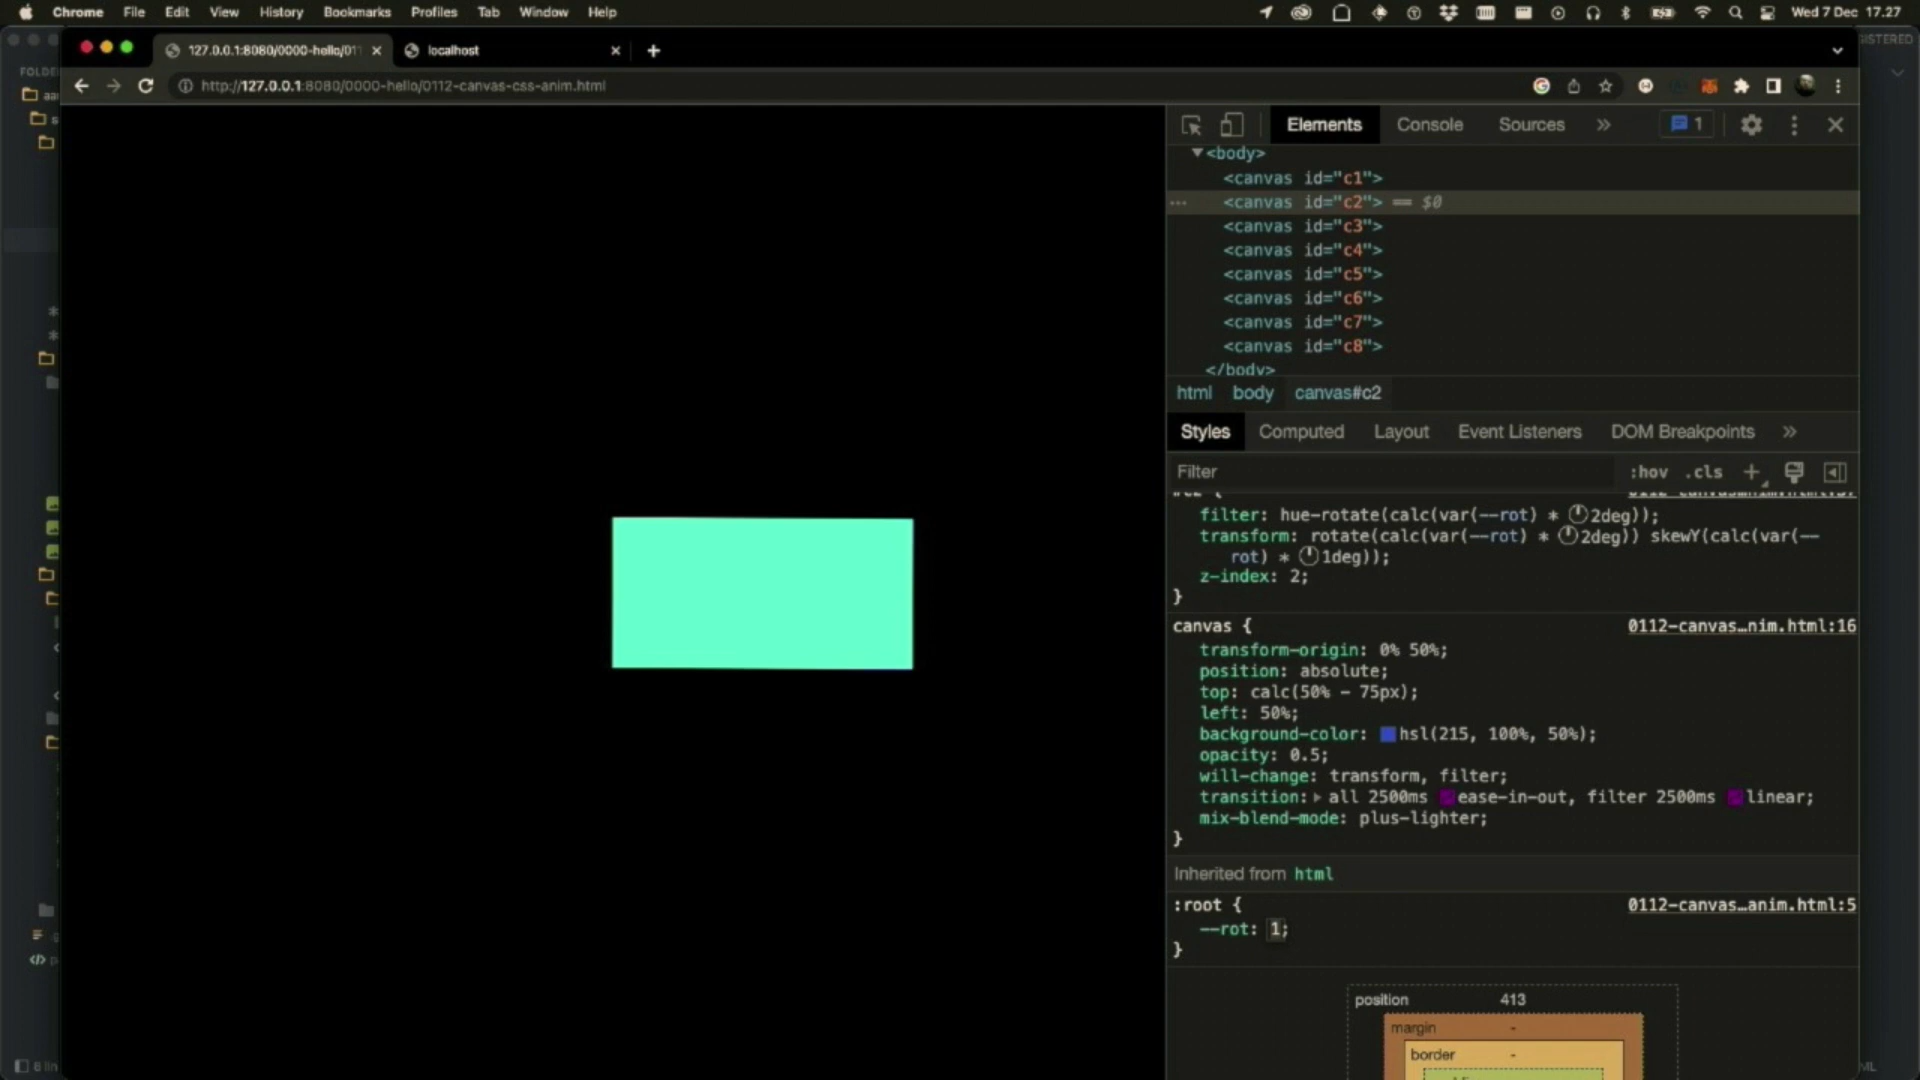 Chrome File Edit View History Bookmarks Profiles Tab Window Help Wed 7 Dec 17.27
127.0.0.1:8080/0000-hello/011 localhost
GISTERED
FOLDE
http://127.0.0.1:8080/0000-hello/0112-canvas-css-anim.html
Elements Console Sources 1
<body>
<canvas id="c1">
<canvas id="c2"> == $0
<canvas id="c3">
<canvas id="c4">
<canvas id="c5">
<canvas id="c6">
<canvas id="c7">
<canvas id="c8">
</body>
html body canvas#c2
Styles Computed Layout Event Listeners DOM Breakpoints
Filter :hov .cls
filter: hue-rotate(calc(var(--rot) * 2deg));
transform: rotate(calc(var(--rot) * 2deg)) skewY(calc(var(--
rot) * 1deg));
z-index: 2;
}
canvas { 0112-canvas…nim.html:16
transform-origin: 0% 50%;
position: absolute;
top: calc(50% - 75px);
left: 50%;
background-color: hsl(215, 100%, 50%);
opacity: 0.5;
will-change: transform, filter;
transition: all 2500ms ease-in-out, filter 2500ms linear;
mix-blend-mode: plus-lighter;
}
Inherited from html
:root { 0112-canvas…anim.html:5
--rot: 1;
}
position 413
margin -
border -